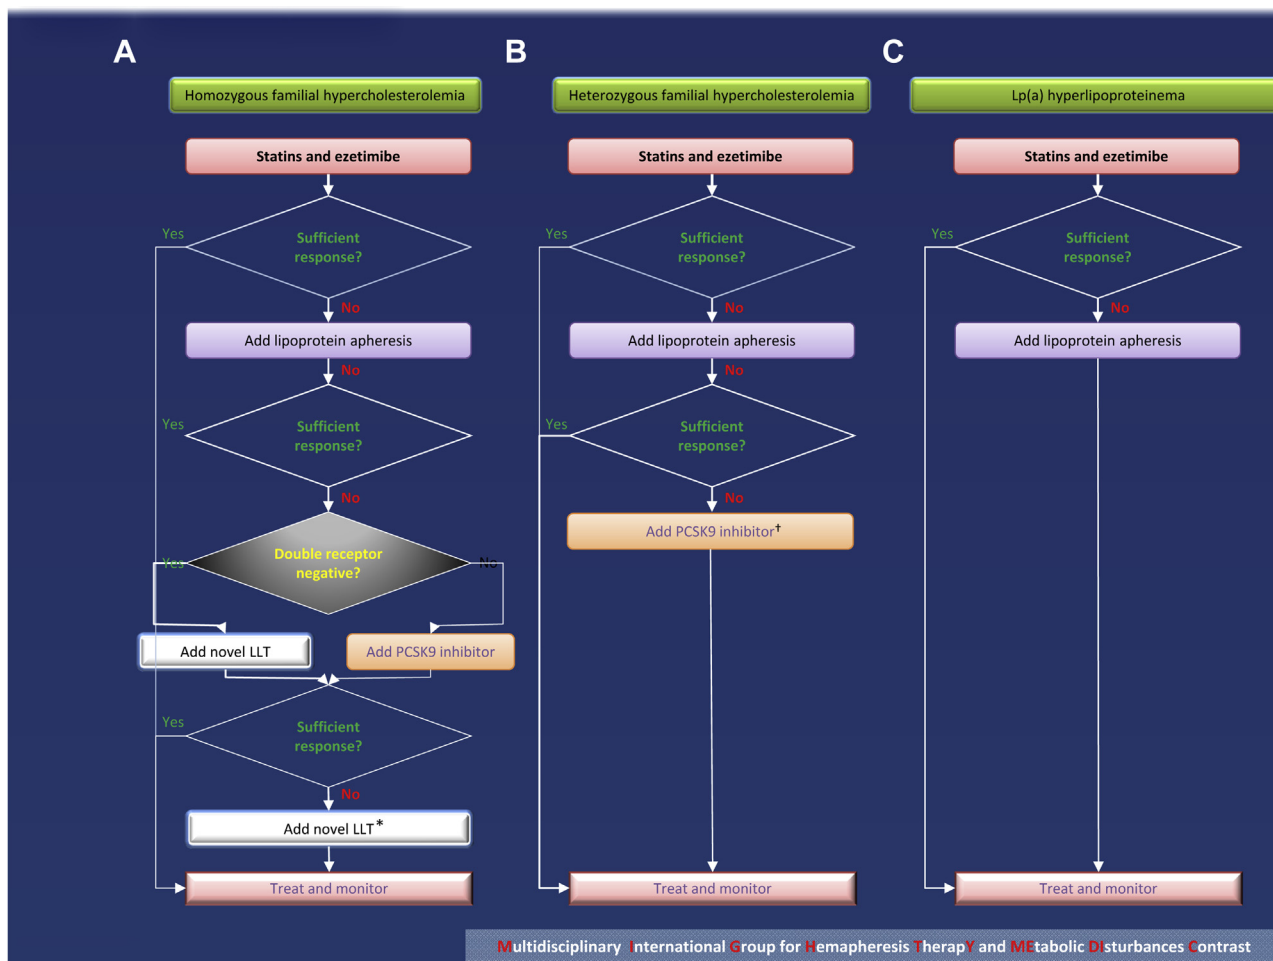 A
Homozygous familial hypercholesterolemia
Statins and ezetimibe
Yes
Sufficient
response?
No
Add lipoprotein apheresis
No
Yes
Sufficient
response?
No
Yes
Double receptor
negative?
No
Add novel LLT
Add PCSK9 inhibitor
Yes
Sufficient
response?
No
Add novel LLT*
Treat and monitor
B
Heterozygous familial hypercholesterolemia
Statins and ezetimibe
Yes
Sufficient
response?
No
Add lipoprotein apheresis
No
Yes
Sufficient
response?
No
Add PCSK9 inhibitor†
Treat and monitor
C
Lp(a) hyperlipoproteinema
Statins and ezetimibe
Yes
Sufficient
response?
No
Add lipoprotein apheresis
Treat and monitor
Multidisciplinary International Group for Hemapheresis TherapY and MEtabolic DIsturbances Contrast